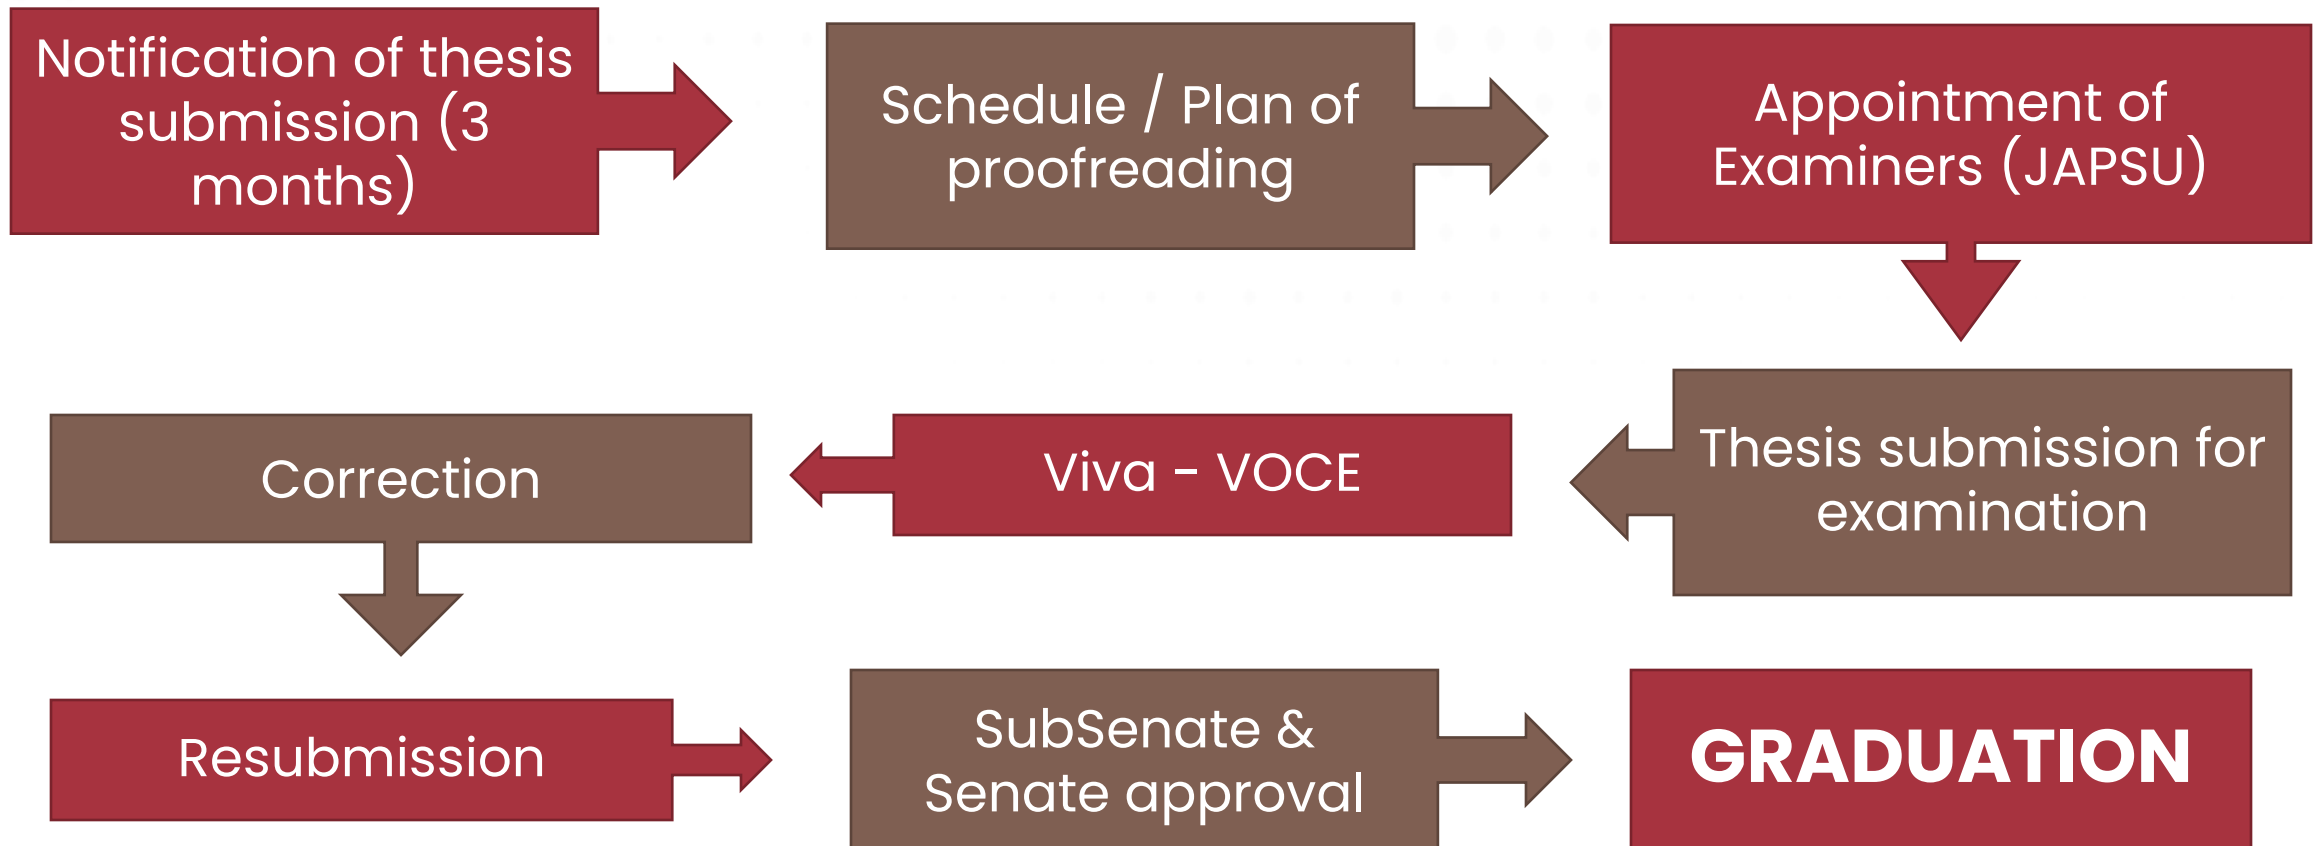 Notification of thesis
submission (3
months)
Schedule / Plan of
proofreading
Appointment of
Examiners (JAPSU)
Thesis submission for
examination
Viva - VOCE
Correction
Resubmission
SubSenate &
Senate approval
GRADUATION